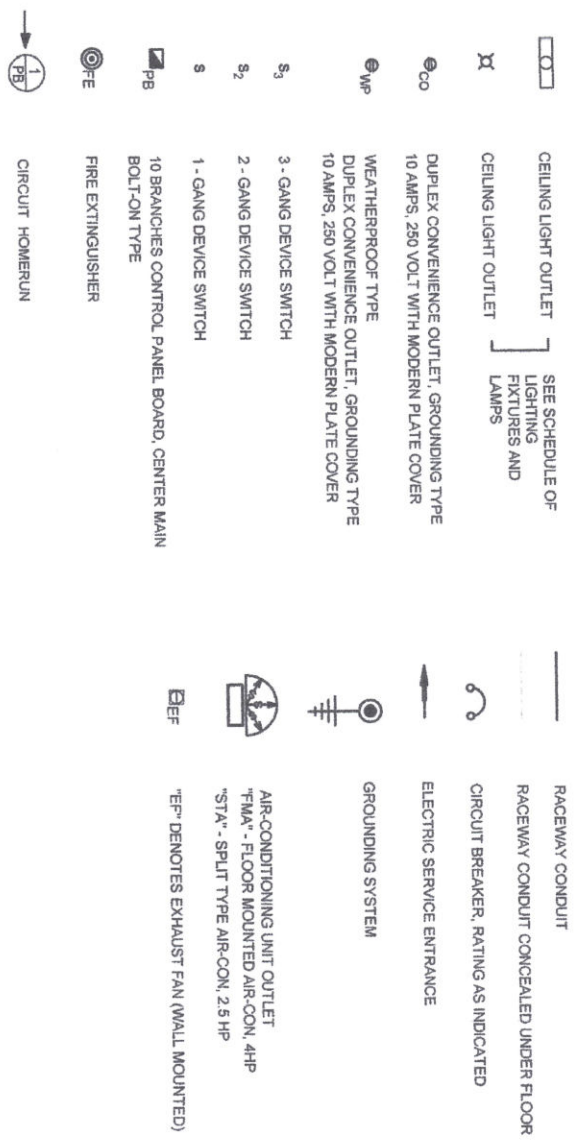 CEILING LIGHT OUTLET
CEILING LIGHT OUTLET
SEE SCHEDULE OF
LIGHTING
FIXTURES AND
LAMPS
CO
DUPLEX CONVENIENCE OUTLET, GROUNDING TYPE
10 AMPS, 250 VOLT WITH MODERN PLATE COVER
WP
WEATHERPROOF TYPE
DUPLEX CONVENIENCE OUTLET, GROUNDING TYPE
10 AMPS, 250 VOLT WITH MODERN PLATE COVER
S3 3 - GANG DEVICE SWITCH
S2 2 - GANG DEVICE SWITCH
S 1 - GANG DEVICE SWITCH
PB
10 BRANCHES CONTROL PANEL BOARD, CENTER MAIN
BOLT-ON TYPE
FE FIRE EXTINGUISHER
1
PB
CIRCUIT HOMERUN
RACEWAY CONDUIT
RACEWAY CONDUIT CONCEALED UNDER FLOOR
CIRCUIT BREAKER, RATING AS INDICATED
ELECTRIC SERVICE ENTRANCE
GROUNDING SYSTEM
S
AIR-CONDITIONING UNIT OUTLET
"FMA" - FLOOR MOUNTED AIR-CON, 4HP
"STA" - SPLIT TYPE AIR-CON, 2.5 HP
EF "EF" DENOTES EXHAUST FAN (WALL MOUNTED)